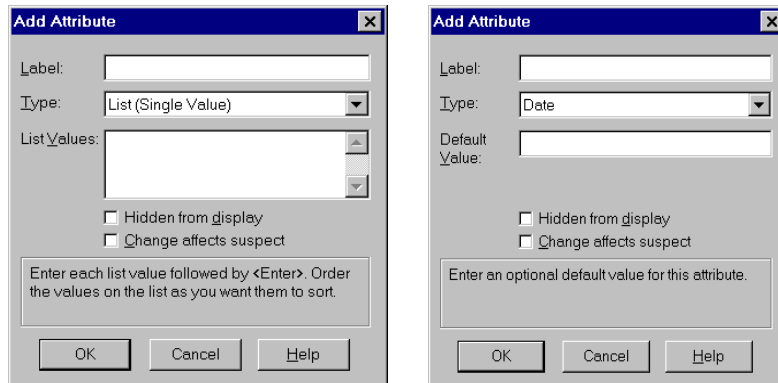 Add Attribute
Label:
Type: List (Single Value)
List Values:
Hidden from display
Change affects suspect
Enter each list value followed by <Enter>. Order
the values on the list as you want them to sort.
OK Cancel Help
Add Attribute
Label:
Type: Date
Default
Value:
Hidden from display
Change affects suspect
Enter an optional default value for this attribute.
OK Cancel Help